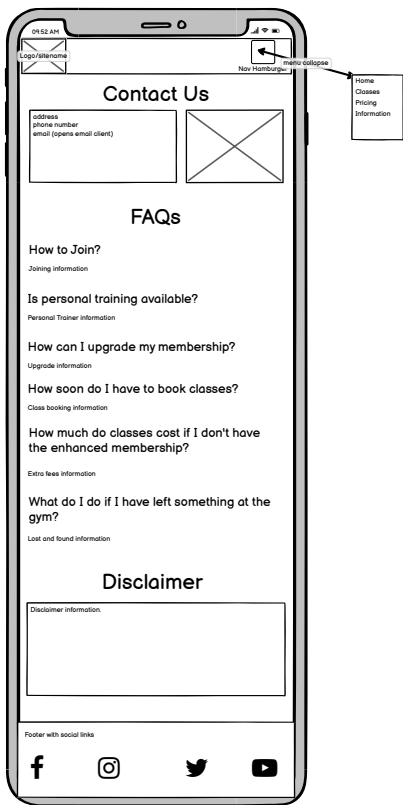 09:52 AM
Logo/sitename
Nav Hamburger
menu collapse
Home
Classes
Pricing
Information
Contact Us
address
phone number
email (opens email client)
FAQs
How to Join?
Joining information
Is personal training available?
Personal Trainer information
How can I upgrade my membership?
Upgrade information
How soon do I have to book classes?
Class booking information
How much do classes cost if I don't have
the enhanced membership?
Extra fees information
What do I do if I have left something at the
gym?
Lost and found information
Disclaimer
Disclaimer information.
Footer with social links